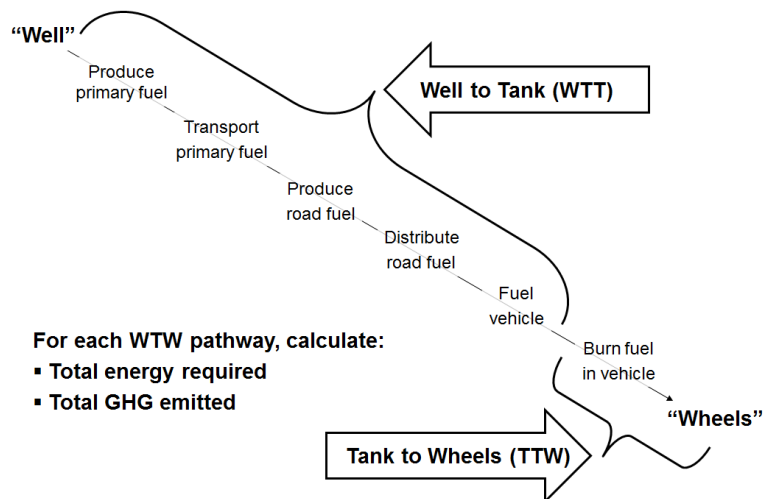 “Well”
Produce
primary fuel
Well to Tank (WTT)
Transport
primary fuel
Produce
road fuel
Distribute
road fuel
Fuel
vehicle
For each WTW pathway, calculate:
▪ Total energy required
▪ Total GHG emitted
Burn fuel
in vehicle
“Wheels”
Tank to Wheels (TTW)